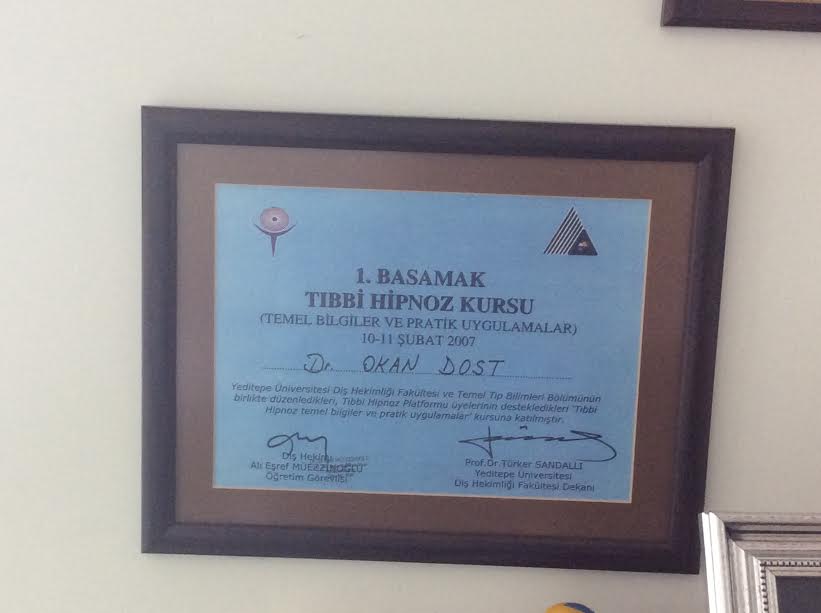 1. BASAMAK
TIBBİ HİPNOZ KURSU
(TEMEL BİLGİLER VE PRATİK UYGULAMALAR)
10-11 ŞUBAT 2007
Dr. OKAN DOST
Yeditepe Üniversitesi Diş Hekimliği Fakültesi ve Temel Tıp Bilimleri Bölümünün
birlikte düzenledikleri, Tıbbi Hipnoz Platformu üyelerinin destekledikleri "Tıbbi
Hipnoz temel bilgiler ve pratik uygulamalar" kursuna katılmıştır.
Diş Hekimi
Ali Eşref MÜEZZİNOĞLU
Öğretim Görevlisi
Prof.Dr.Türker SANDALLI
Yeditepe Üniversitesi
Diş Hekimliği Fakültesi Dekanı